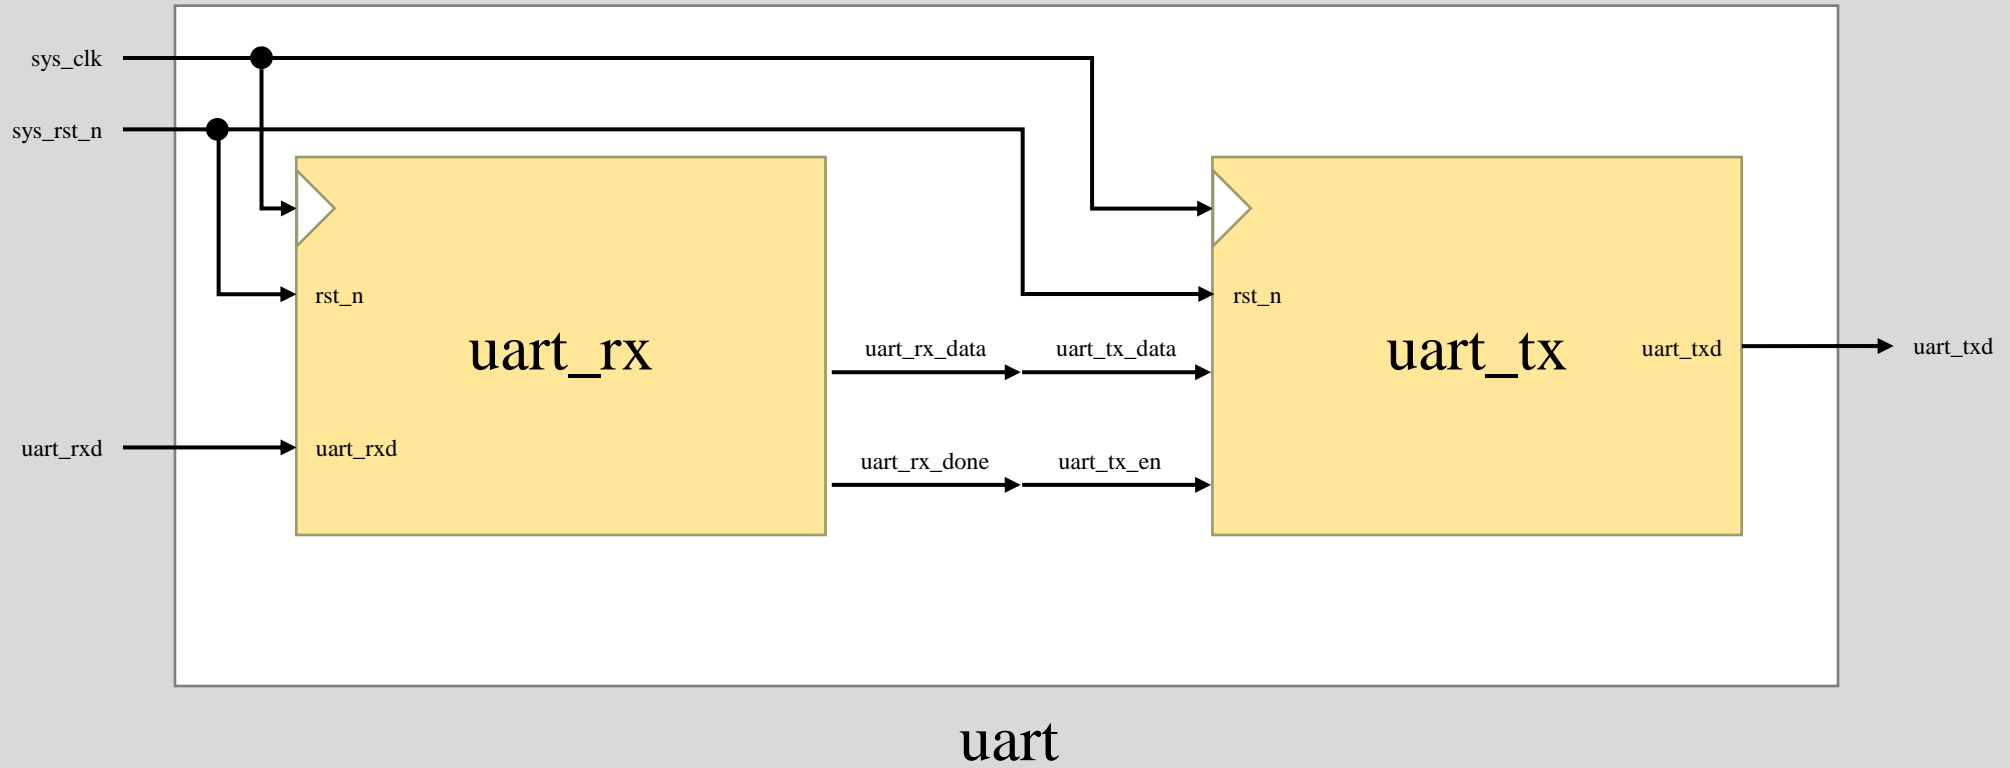 sys_clk
sys_rst_n
rst_n
rst_n
uart_rx
uart_rx_data
uart_tx_data
uart_tx
uart_txd
uart_txd
uart_rxd
uart_rxd
uart_rx_done
uart_tx_en
uart